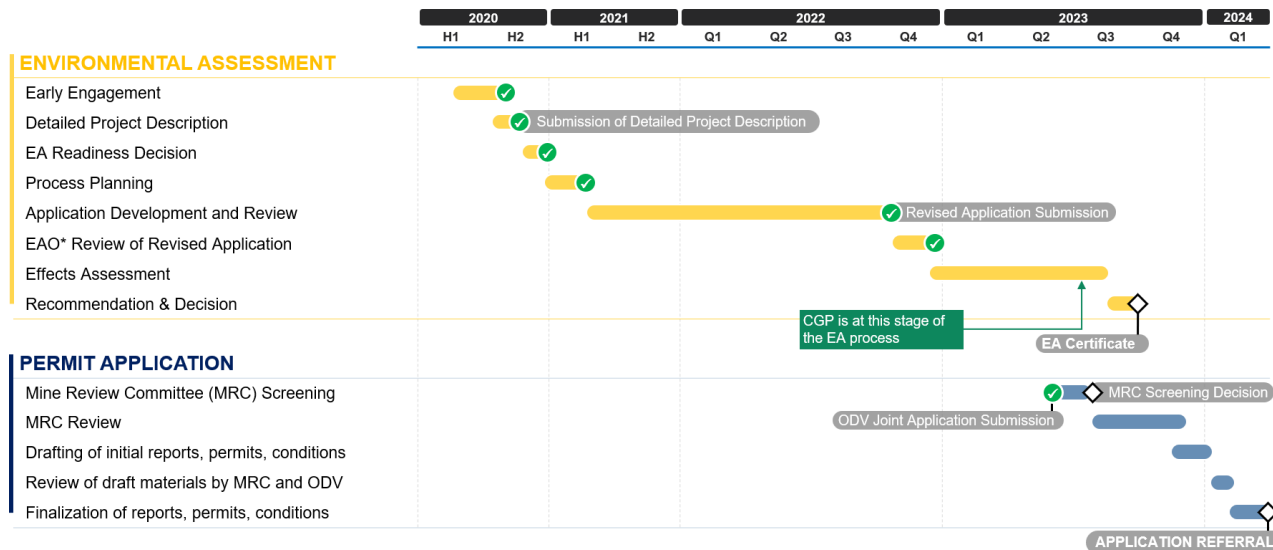 2020 2021 2022 2023 2024
H1 H2 H1 H2 Q1 Q2 Q3 Q4 Q1 Q2 Q3 Q4 Q1
ENVIRONMENTAL ASSESSMENT
Early Engagement
Detailed Project Description Submission of Detailed Project Description
EA Readiness Decision
Process Planning
Application Development and Review Revised Application Submission
EAO* Review of Revised Application
Effects Assessment
Recommendation & Decision
CGP is at this stage of
the EA process
EA Certificate
PERMIT APPLICATION
Mine Review Committee (MRC) Screening MRC Screening Decision
MRC Review ODV Joint Application Submission
Drafting of initial reports, permits, conditions
Review of draft materials by MRC and ODV
Finalization of reports, permits, conditions
APPLICATION REFERRAL